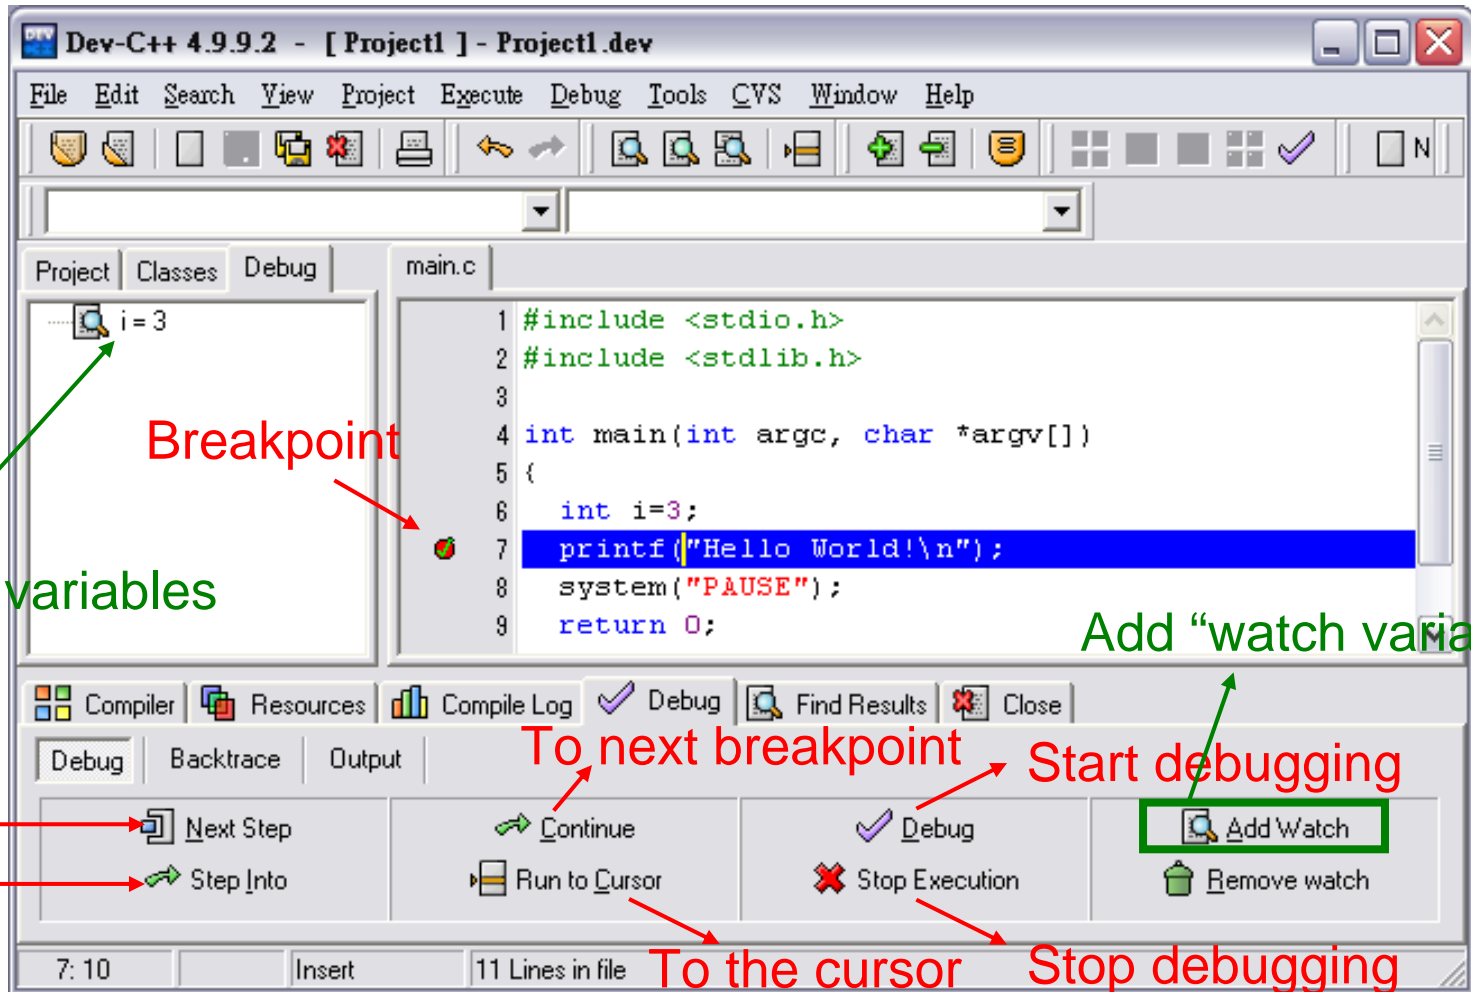 Dev-C++ 4.9.9.2 - [ Project1 ] - Project1.dev
File Edit Search View Project Execute Debug Tools CVS Window Help
N
Project Classes Debug
main.c
i = 3
1 #include <stdio.h>
2 #include <stdlib.h>
3
Breakpoint
4 int main(int argc, char *argv[])
5 {
6 int i=3;
7 printf("Hello World!\n");
variables
8 system("PAUSE");
9 return 0;
Add “watch varia
Compiler Resources Compile Log Debug Find Results Close
Debug Backtrace Output
To next breakpoint
Start debugging
Next Step Continue Debug Add Watch
Step Into Run to Cursor Stop Execution Remove watch
7: 10 Insert 11 Lines in file
To the cursor
Stop debugging